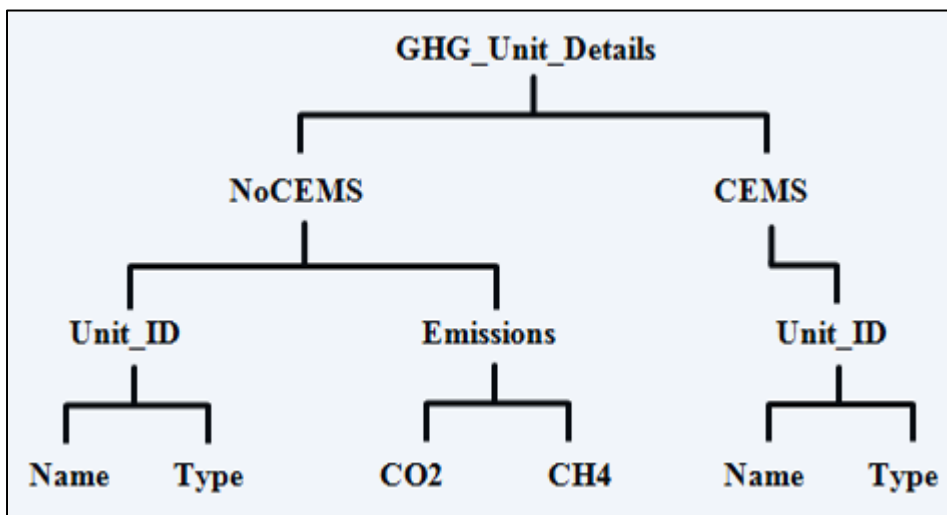 GHG_Unit_Details
NoCEMS CEMS
Unit_ID Emissions Unit_ID
Name Type CO2 CH4 Name Type